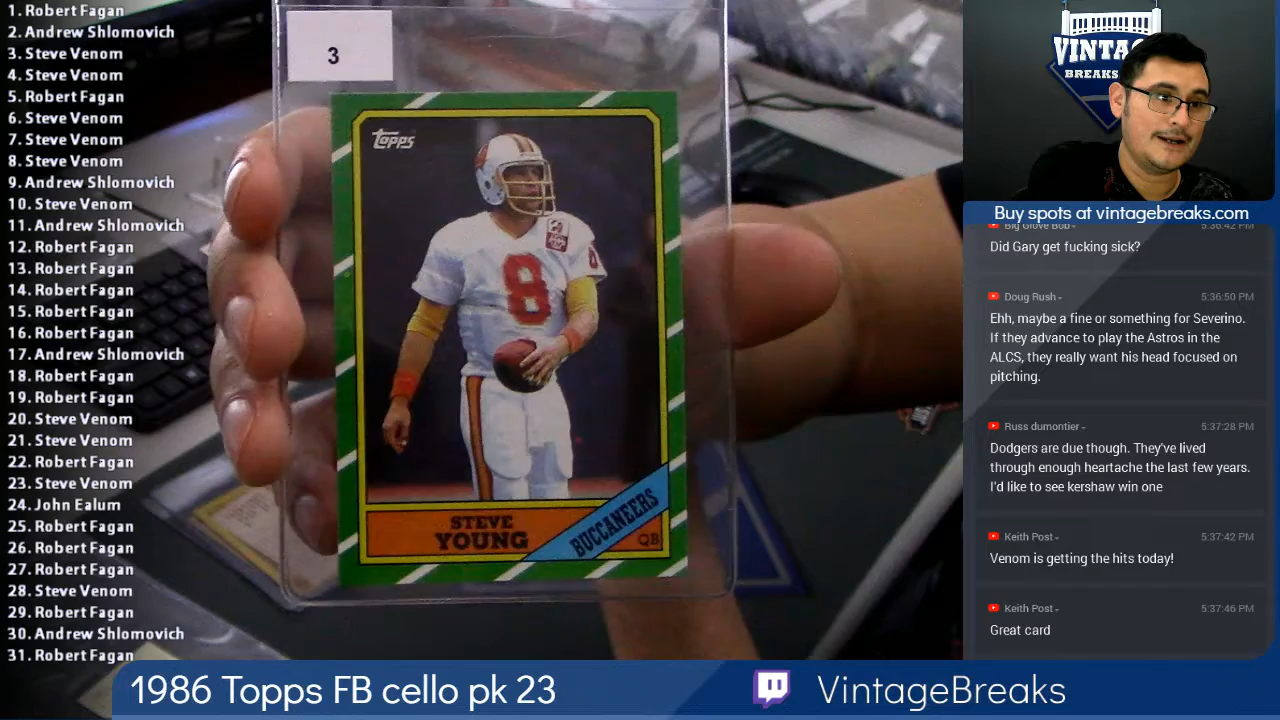 1. Robert Fagan
2. Andrew Shlomovich
3. Steve Venom
4. Steve Venom
5. Robert Fagan
6. Steve Venom
7. Steve Venom
8. Steve Venom
9. Andrew Shlomovich
10. Steve Venom
11. Andrew Shlomovich
12. Robert Fagan
13. Robert Fagan
14. Robert Fagan
15. Robert Fagan
16. Robert Fagan
17. Andrew Shlomovich
18. Robert Fagan
19. Robert Fagan
20. Steve Venom
21. Steve Venom
22. Robert Fagan
23. Steve Venom
24. John Ealum
25. Robert Fagan
26. Robert Fagan
27. Robert Fagan
28. Steve Venom
29. Robert Fagan
30. Andrew Shlomovich
31. Robert Fagan
3
Topps
8
8
STEVE
YOUNG
BUCCANEERS
QB
VINTA
BREAKS
Buy spots at vintagebreaks.com
Big Glove Bob 5:36:42 PM
Did Gary get fucking sick?
Doug Rush 5:36:50 PM
Ehh, maybe a fine or something for Severino.
If they advance to play the Astros in the
ALCS, they really want his head focused on
pitching.
Russ dumontier 5:37:28 PM
Dodgers are due though. They've lived
through enough heartache the last few years.
I'd like to see kershaw win one
Keith Post 5:37:42 PM
Venom is getting the hits today!
Keith Post 5:37:46 PM
Great card
1986 Topps FB cello pk 23
VintageBreaks